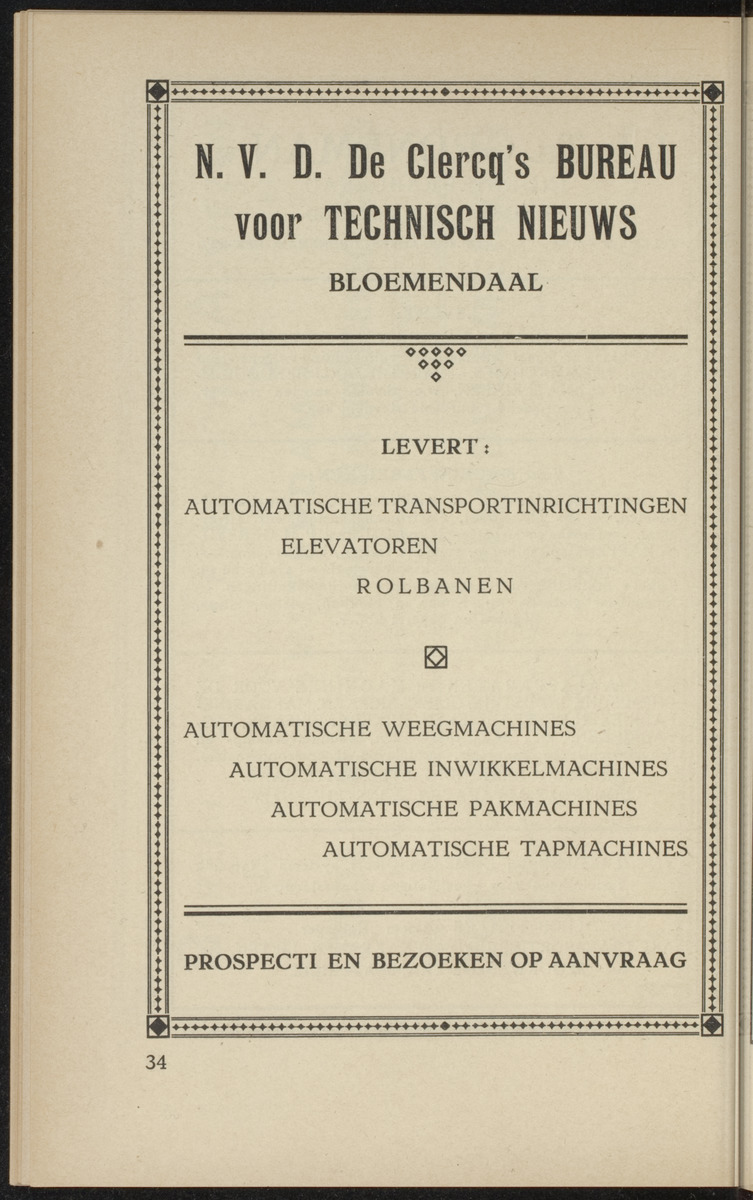 N. V. D. De Clercq's BUREAU
voor TECHNISCH NIEUWS
BLOEMENDAAL
LEVERT :
AUTOMATISCHE TRANSPORTINRICHTINGEN
ELEVATOREN
ROLBANEN
AUTOMATISCHE WEEGMACHINES
AUTOMATISCHE INWIKKELMACHINES
AUTOMATISCHE PAKMACHINES
AUTOMATISCHE TAPMACHINES
PROSPECTI EN BEZOEKEN OP AANVRAAG
34